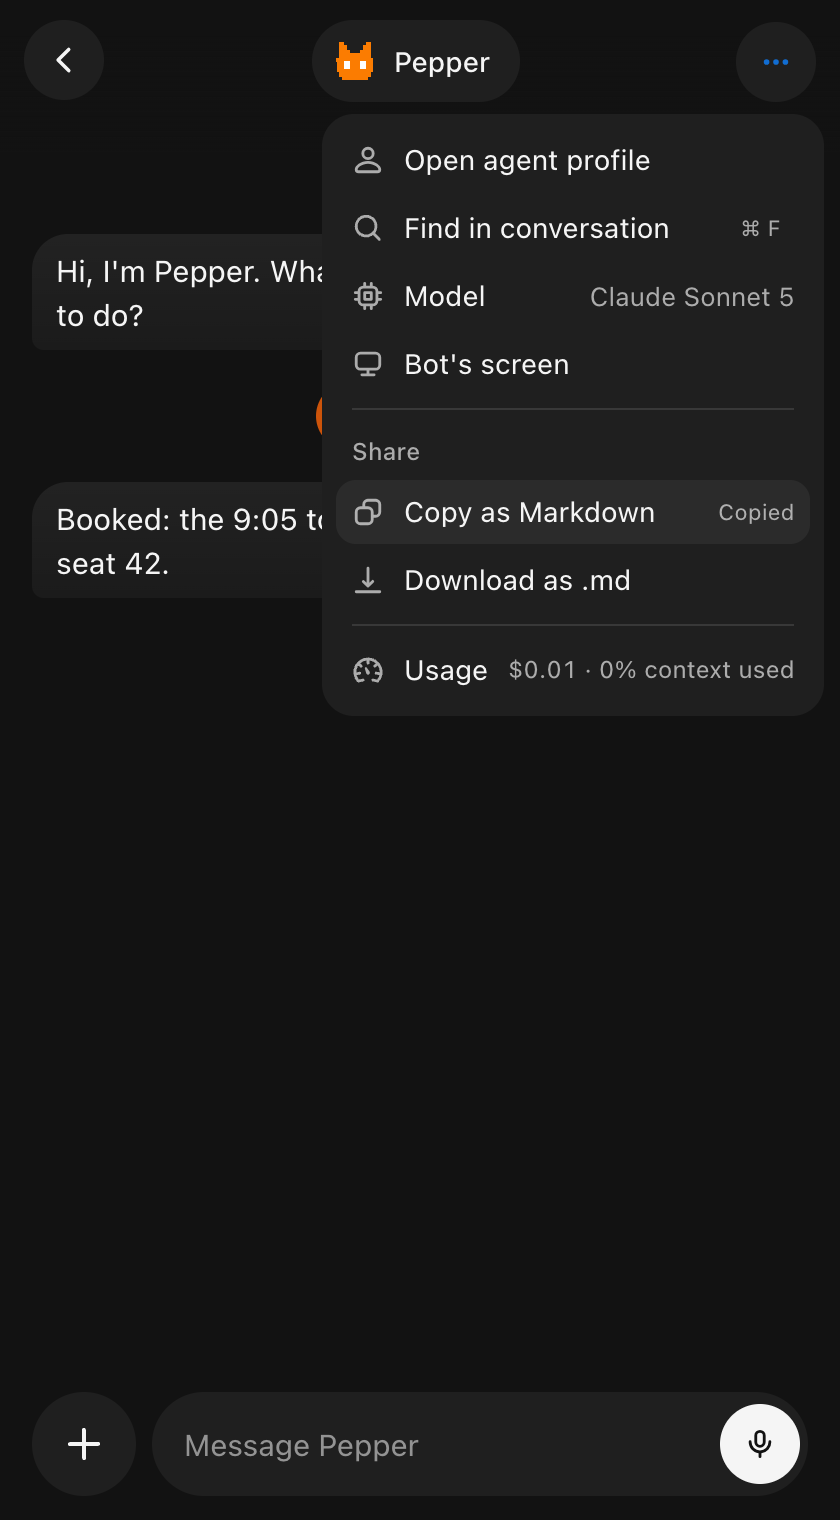 Pepper
Open agent profile
Find in conversation ⌘ F
Model Claude Sonnet 5
Bot's screen
Share
Copy as Markdown Copied
Download as .md
Usage $0.01 · 0% context used
Hi, I'm Pepper.
to do?
Booked: the 9:05
seat 42.
Message Pepper